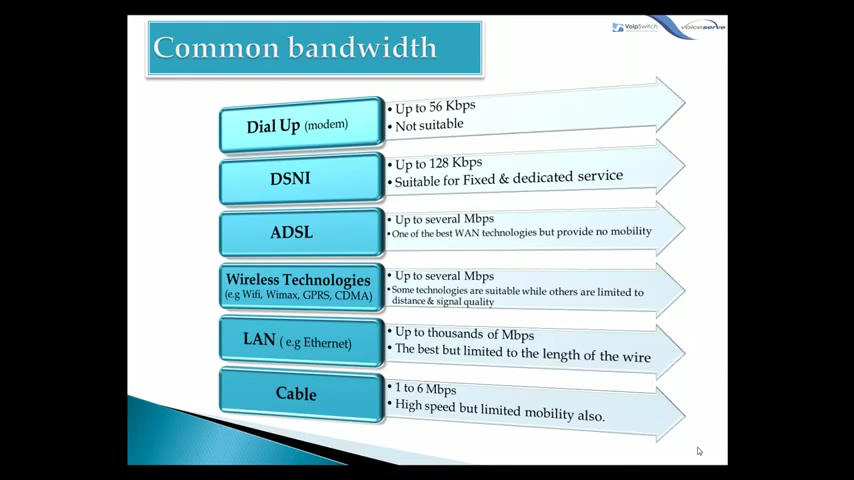 Common bandwidth
VoipSwitch
voiceserve
Dial Up (modem)
• Up to 56 Kbps
• Not suitable
DSNI
• Up to 128 Kbps
• Suitable for Fixed & dedicated service
ADSL
• Up to several Mbps
• One of the best WAN technologies but provide no mobility
Wireless Technologies
(e.g Wifi, Wimax, GPRS, CDMA)
• Up to several Mbps
• Some technologies are suitable while others are limited to
distance & signal quality
LAN ( e.g Ethernet)
• Up to thousands of Mbps
• The best but limited to the length of the wire
Cable
• 1 to 6 Mbps
• High speed but limited mobility also.